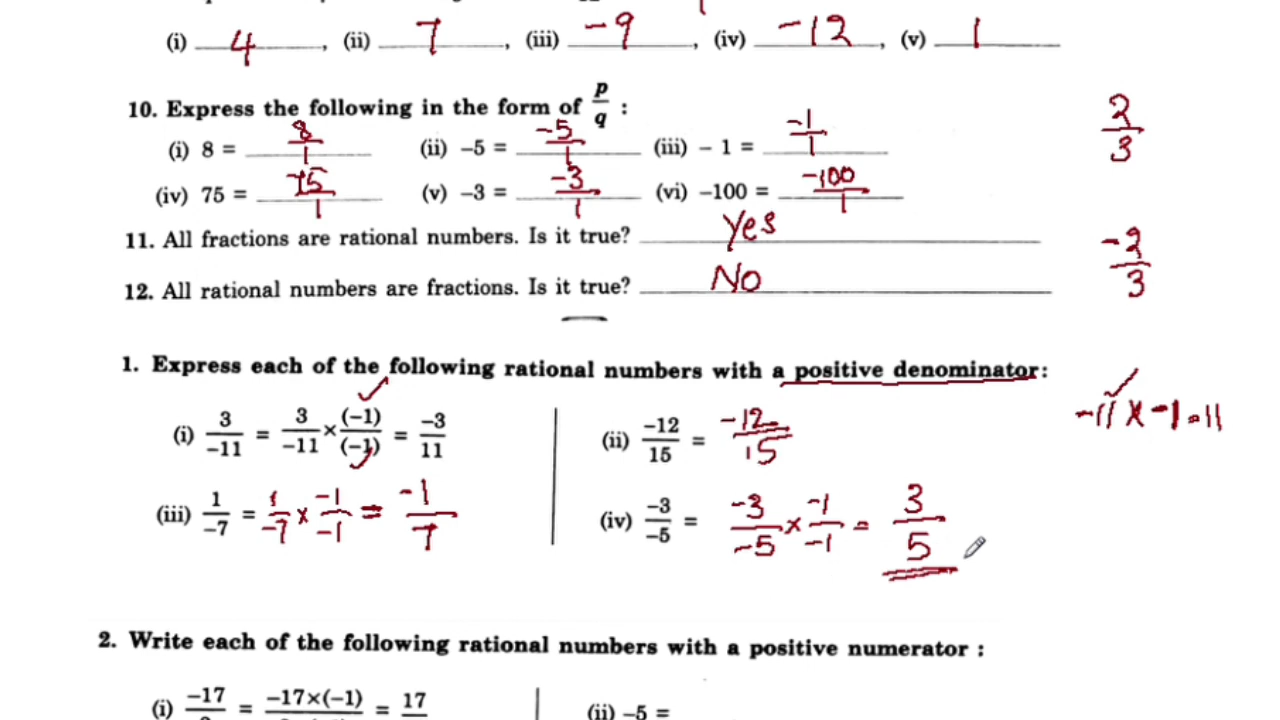 (i) 4, (ii) 7, (iii) -9, (iv) -12, (v) 1
10. Express the following in the form of p/q :
(i) 8 = 8/1 (ii) -5 = -5/1 (iii) - 1 = -1/1
2/3
(iv) 75 = 75/1 (v) -3 = -3/1 (vi) -100 = -100/1
11. All fractions are rational numbers. Is it true? Yes
-2/3
12. All rational numbers are fractions. Is it true? No
1. Express each of the following rational numbers with a positive denominator:
(i) 3/-11 = 3/-11 × (-1)/(-1) = -3/11 (ii) -12/15 = -12/15
-11 × -1 = 11
(iii) 1/-7 = 1/-7 × -1/-1 = -1/7 (iv) -3/-5 = -3/-5 × -1/-1 = 3/5
2. Write each of the following rational numbers with a positive numerator :
(i) -17 = -17×(-1) = 17 (ii) -5 =